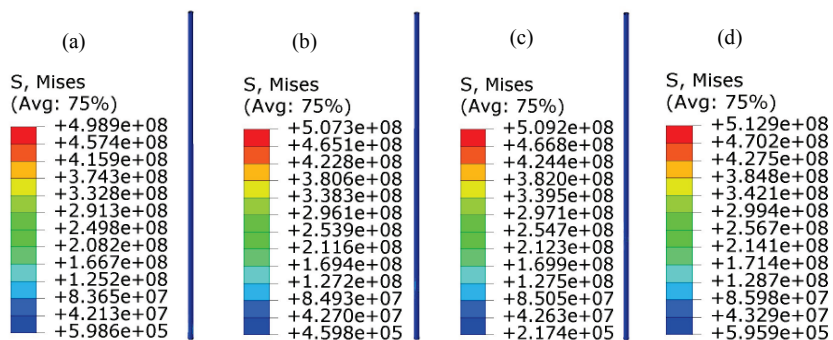 (a)
S, Mises
(Avg: 75%)
+4.989e+08
+4.574e+08
+4.159e+08
+3.743e+08
+3.328e+08
+2.913e+08
+2.498e+08
+2.082e+08
+1.667e+08
+1.252e+08
+8.365e+07
+4.213e+07
+5.986e+05
(b)
S, Mises
(Avg: 75%)
+5.073e+08
+4.651e+08
+4.228e+08
+3.806e+08
+3.383e+08
+2.961e+08
+2.539e+08
+2.116e+08
+1.694e+08
+1.272e+08
+8.493e+07
+4.270e+07
+4.598e+05
(c)
S, Mises
(Avg: 75%)
+5.092e+08
+4.668e+08
+4.244e+08
+3.820e+08
+3.395e+08
+2.971e+08
+2.547e+08
+2.123e+08
+1.699e+08
+1.275e+08
+8.505e+07
+4.263e+07
+2.174e+05
(d)
S, Mises
(Avg: 75%)
+5.129e+08
+4.702e+08
+4.275e+08
+3.848e+08
+3.421e+08
+2.994e+08
+2.567e+08
+2.141e+08
+1.714e+08
+1.287e+08
+8.598e+07
+4.329e+07
+5.959e+05